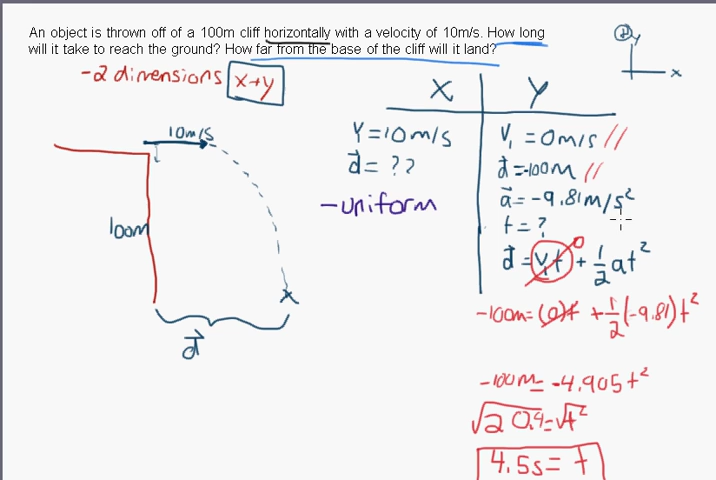 An object is thrown off of a 100m cliff horizontally with a velocity of 10m/s. How long
will it take to reach the ground? How far from the base of the cliff will it land?
-2 dimensions x+y
y
x
X Y
10m/s
V=10m/s
d⃗= ??
-uniform
V₁ =0m/s //
d⃗=-100m //
a⃗=-9.81m/s²
t=?
d⃗=v₁t+½at²
0
100m
d⃗
-100m=(0)t +½(-9.81)t²
-100m=-4.905t²
√20.4=√t²
4.5s=t